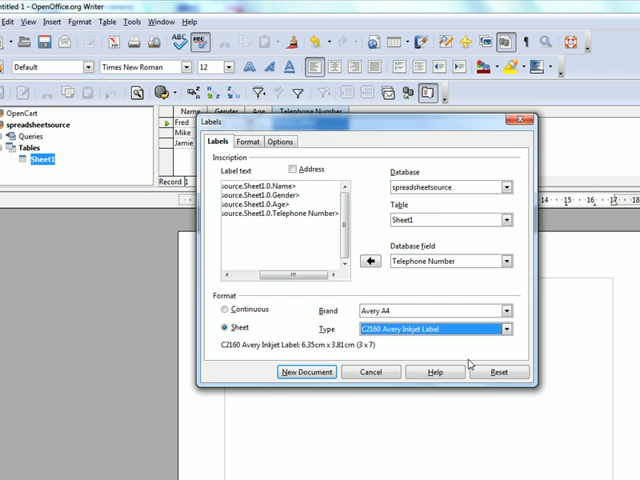 ntitled 1 - OpenOffice.org Writer
Edit View Insert Format Table Tools Window Help
Default Times New Roman 12
OpenCart
spreadsheetsource
Queries
Tables
Sheet1
Name Gender Age Telephone Number
Fred
Mike
Jamie
Record 1
Labels
Labels Format Options
Inscription
Label text
Address
source.Sheet1.0.Name>
source.Sheet1.0.Gender>
source.Sheet1.0.Age>
source.Sheet1.0.Telephone Number>
Database
spreadsheetsource
Table
Sheet1
Database field
Telephone Number
Format
Continuous
Sheet
Brand Avery A4
Type C2160 Avery Inkjet Label
C2160 Avery Inkjet Label: 6.35cm x 3.81cm (3 x 7)
New Document Cancel Help Reset
14 15 16 17 18